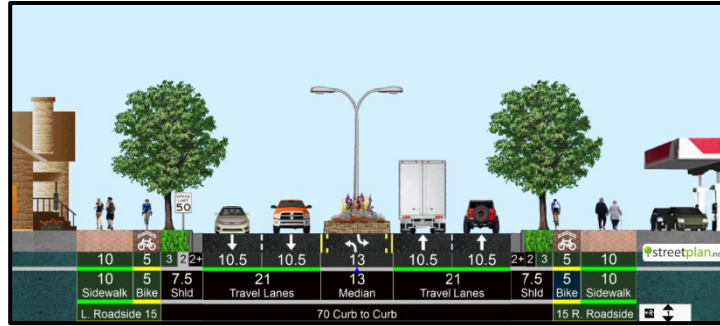 SPEED
LIMIT
50
10 5 3 2 2+ 10.5 10.5 13 10.5 10.5 2+ 2 3 5 10
streetplan.net
10 5 7.5 21 13 21 7.5 5 10
Sidewalk Bike Shld Travel Lanes Median Travel Lanes Shld Bike Sidewalk
L. Roadside 15 70 Curb to Curb 15 R. Roadside